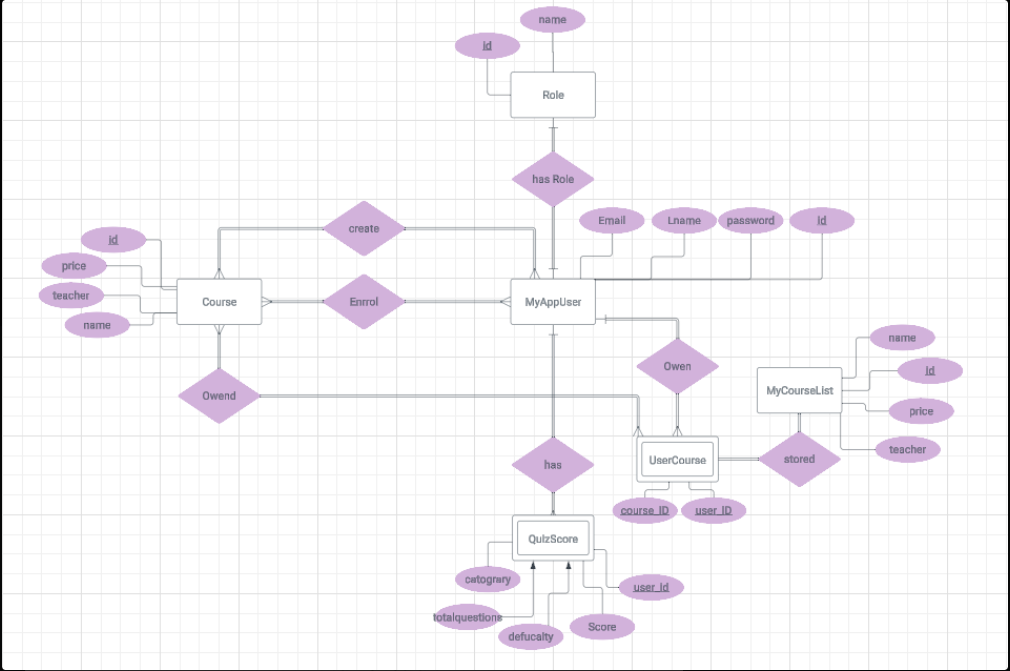 name
id
Role
has Role
Email
Lname
password
id
create
id
price
teacher
name
Course
Enrrol
MyAppUser
Owend
Owen
name
id
price
teacher
MyCourseList
UserCourse
stored
course_ID
user_ID
has
QuizScore
catograry
totalquestione
defucalty
Score
user_id